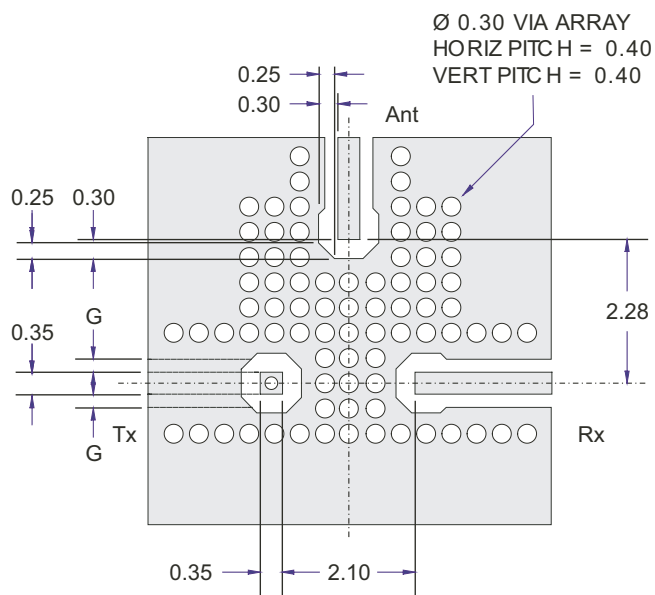 Ø 0.30 VIA ARRAY
HORIZ PITCH = 0.40
VERT PITCH = 0.40
0.25
0.30
Ant
0.25 0.30
G
0.35
2.28
G
Tx
Rx
0.35
2.10